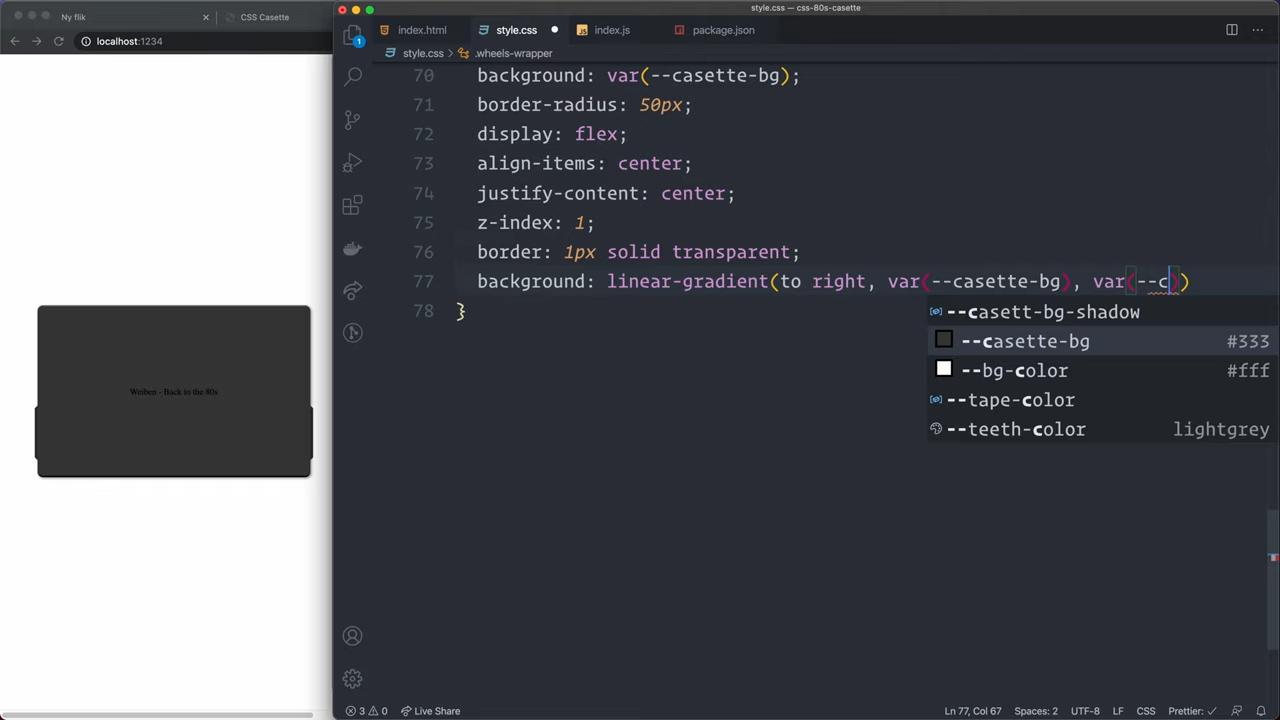 style.css — css-80s-casette
My flik
CSS Casette
index.html
style.css
index.js
package.json
localhost:1234
style.css
.wheels-wrapper
1
70 background: var(--casette-bg);
71 border-radius: 50px;
72 display: flex;
73 align-items: center;
74 justify-content: center;
75 z-index: 1;
76 border: 1px solid transparent;
77 background: linear-gradient(to right, var(--casette-bg), var(--c))
78 }
--casett-bg-shadow
--casette-bg #333
--bg-color #fff
--tape-color
--teeth-color lightgrey
Woiben - Back to the 80s
3 0 Live Share Ln 77, Col 67 Spaces: 2 UTF-8 LF CSS Prettier: ✓